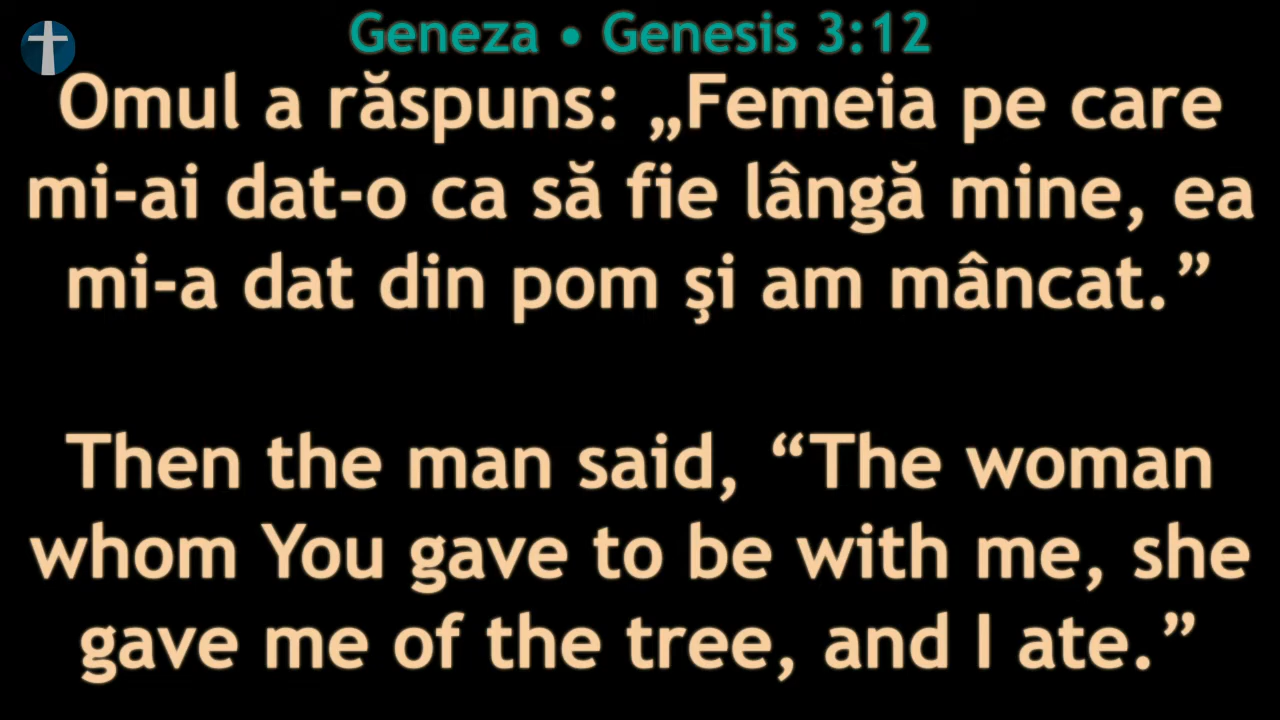 Geneza • Genesis 3:12
Omul a răspuns: „Femeia pe care
mi-ai dat-o ca să fie lângă mine, ea
mi-a dat din pom şi am mâncat.”
Then the man said, “The woman
whom You gave to be with me, she
gave me of the tree, and I ate.”